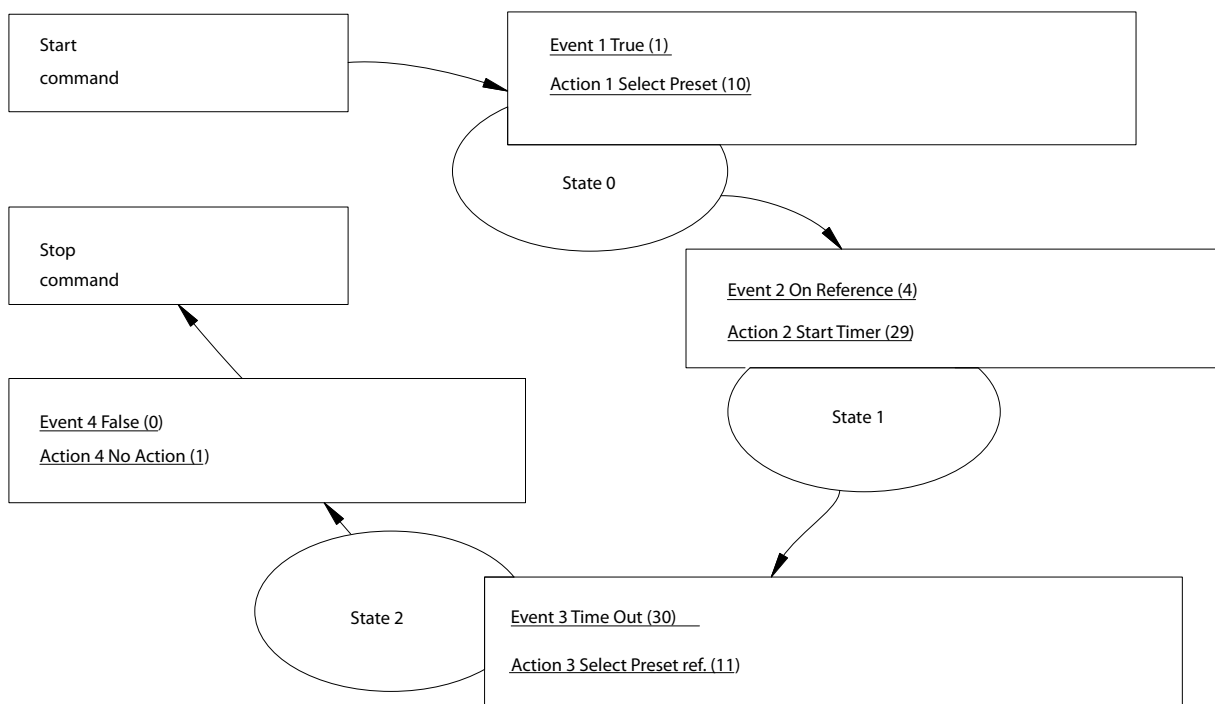 Start
command
Event 1 True (1)
Action 1 Select Preset (10)
State 0
Stop
command
Event 2 On Reference (4)
Action 2 Start Timer (29)
Event 4 False (0)
Action 4 No Action (1)
State 1
State 2
Event 3 Time Out (30)
Action 3 Select Preset ref. (11)